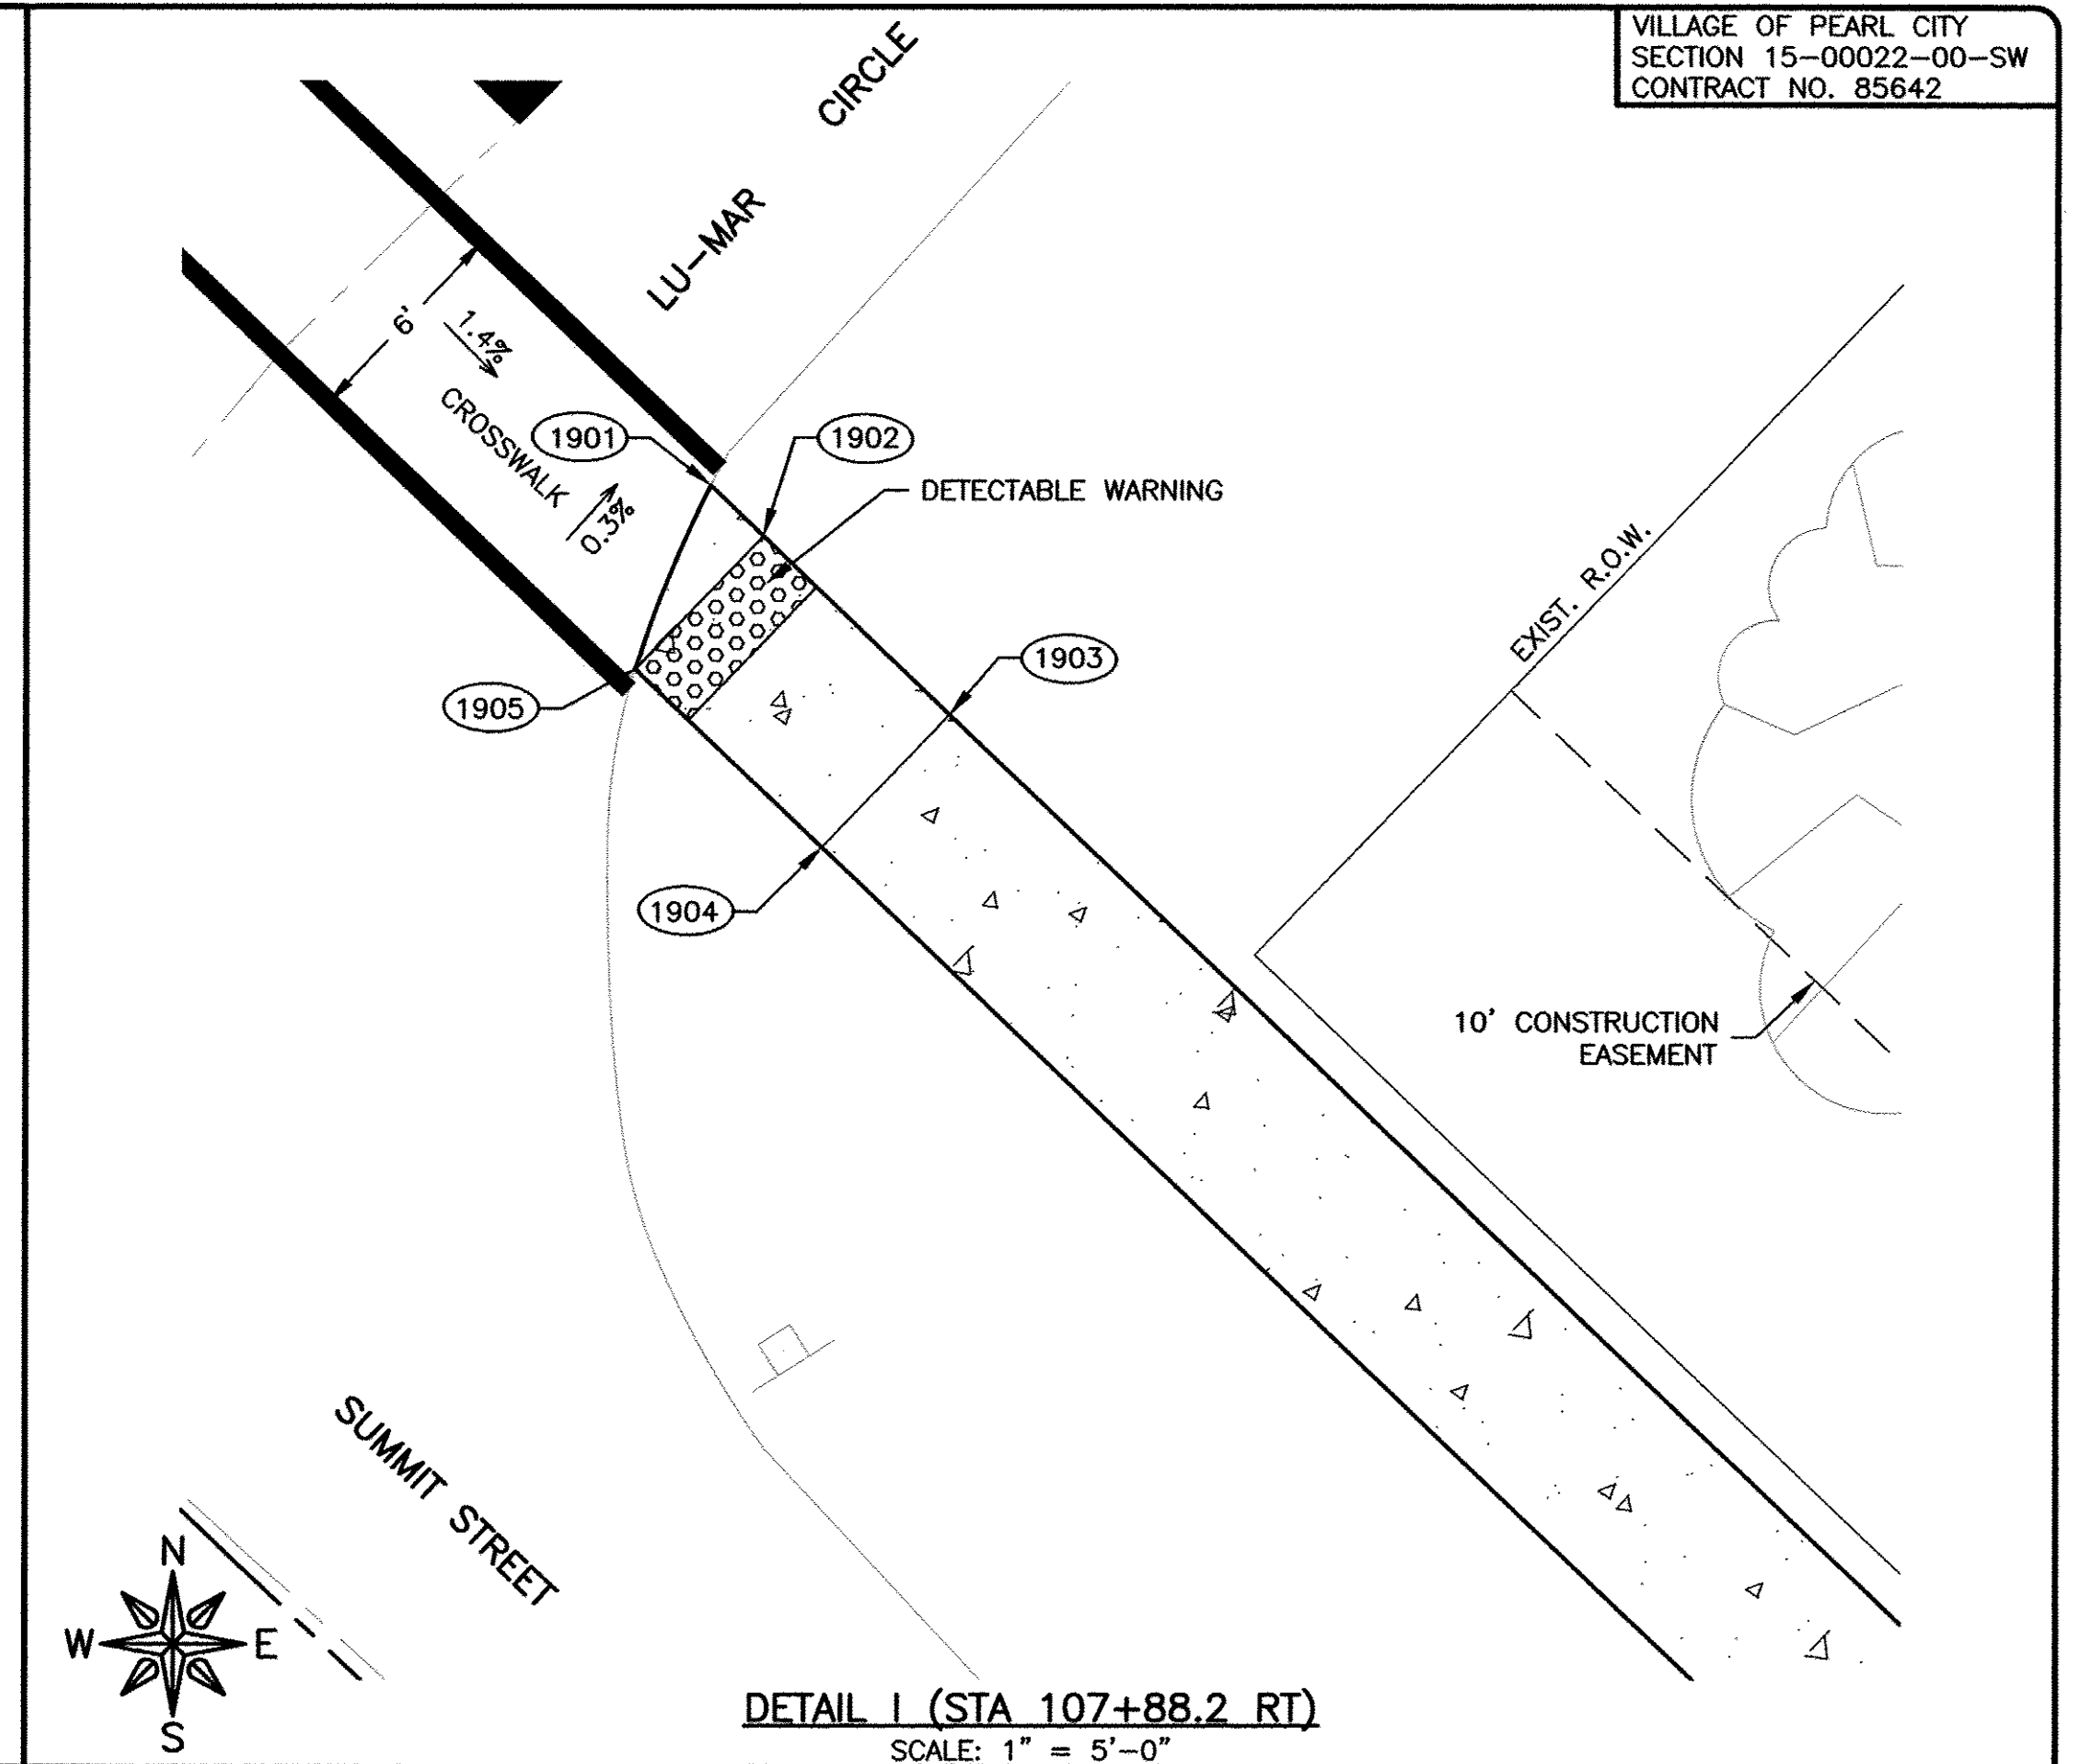 VILLAGE OF PEARL CITY
SECTION 15-00022-00-SW
CONTRACT NO. 85642
LU-MAR CIRCLE
6'
1.4%
CROSSWALK
0.3%
1901
1902
DETECTABLE WARNING
1903
EXIST. R.O.W.
1905
1904
10' CONSTRUCTION
EASEMENT
SUMMIT STREET
N
W
E
S
DETAIL I (STA 107+88.2 RT)
SCALE: 1" = 5'-0"